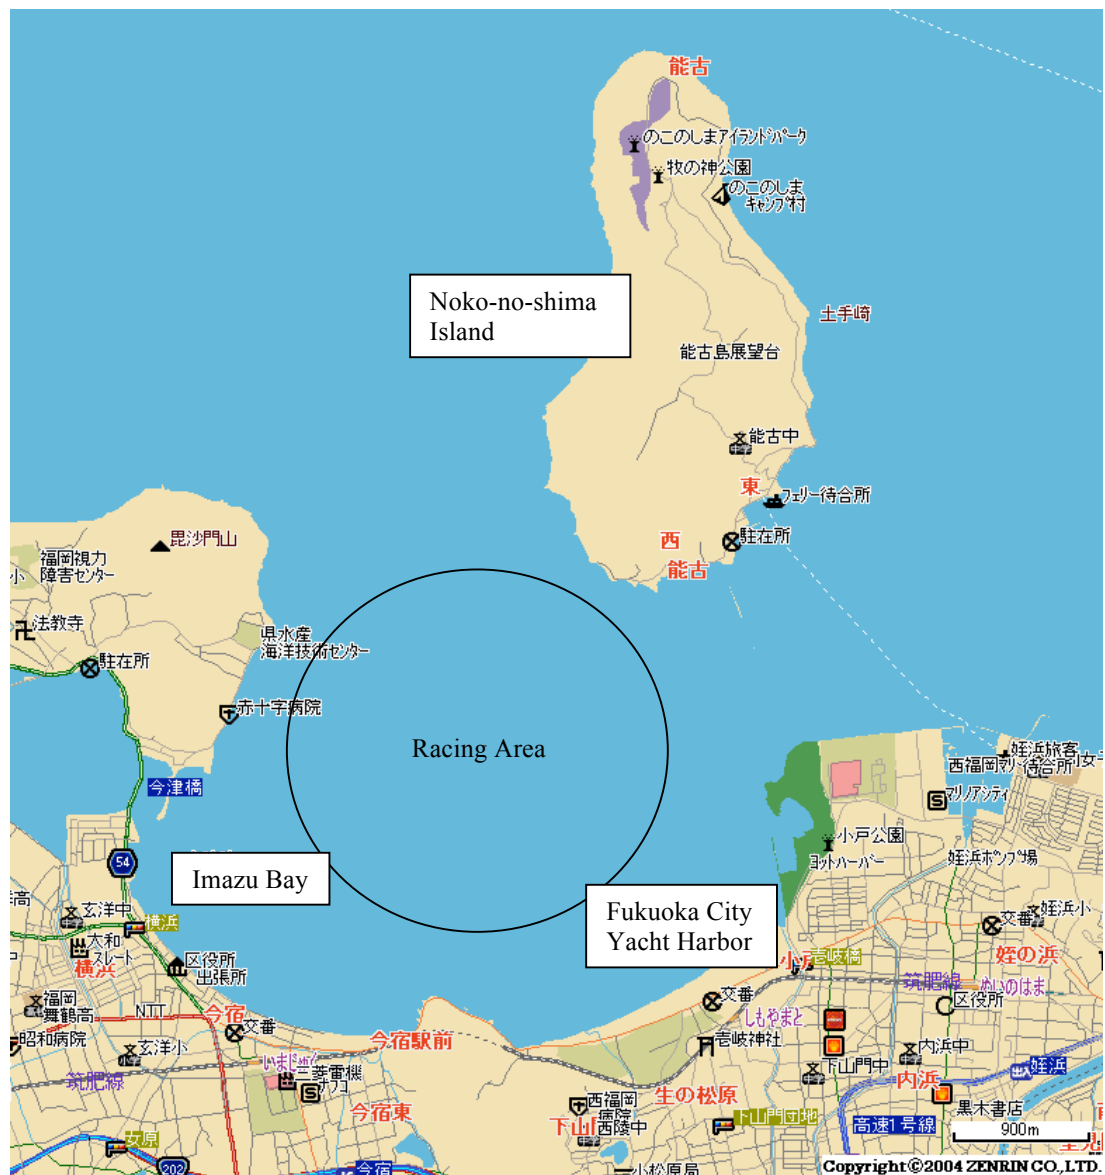 能古
のこのしまアイランドパーク
牧の神公園
のこのしま
キャンプ村
Noko-no-shima
Island
土手崎
能古島展望台
能古中
東
フェリー待合所
西
駐在所
能古
毘沙門山
福岡視力
障害センター
小
法教寺
駐在所
県水産
海洋技術センター
赤十字病院
Racing Area
今津橋
姪浜旅客
待合所
西福岡マリ
マリノアシティ
小戸公園
ヨットハーバー
姪浜ポンプ場
54
Imazu Bay
Fukuoka City
Yacht Harbor
玄洋中
横浜
大和
スレート
横浜
区役所
出張所
交番
姪浜小
姪の浜
壱岐橋
筑肥線
めいのはま
区役所
福岡
舞鶴高
NTT
今宿
交番
昭和病院
玄洋小
今宿駅前
交番
しもやまと
壱岐神社
いまじゅく
筑肥線
三菱電機
ナフコ
今宿東
下山門中
内浜中
姪浜
内浜
生の松原
西福岡
病院
西陵中
下山門団地
高速1号線
黒木書店
900m
女原
202
今宿
小松原局
Copyright©2004 ZENRIN CO.,LTD.